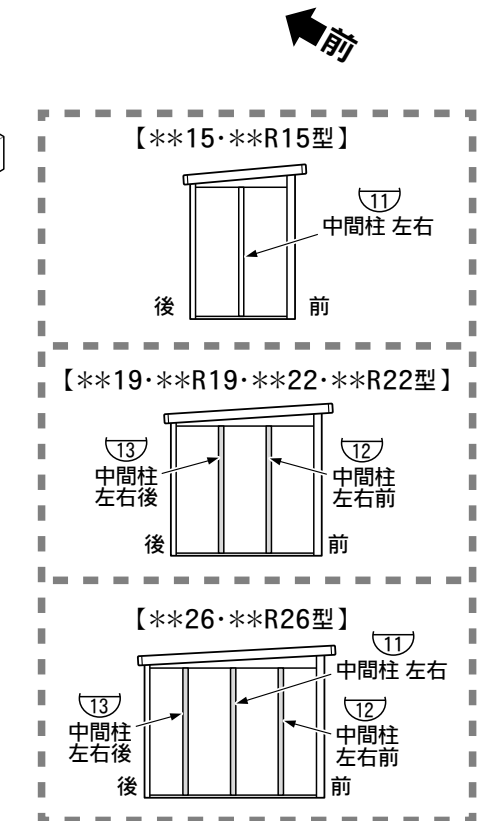 前
【**15・**R15型】
11
中間柱 左右
後
前
【**19・**R19・**22・**R22型】
13
中間柱
左右後
12
中間柱
左右前
後
前
【**26・**R26型】
11
中間柱 左右
13
中間柱
左右後
12
中間柱
左右前
後
前